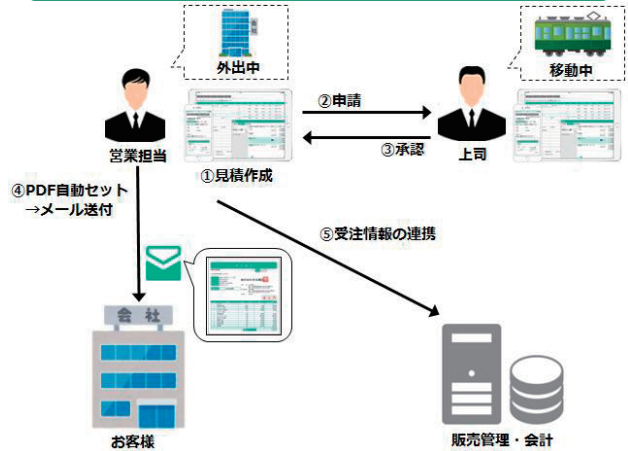 会社
外出中
移動中
②申請
③承認
営業担当
上司
①見積作成
④PDF自動セット
→メール送付
⑤受注情報の連携
会社
お客様
販売管理・会計